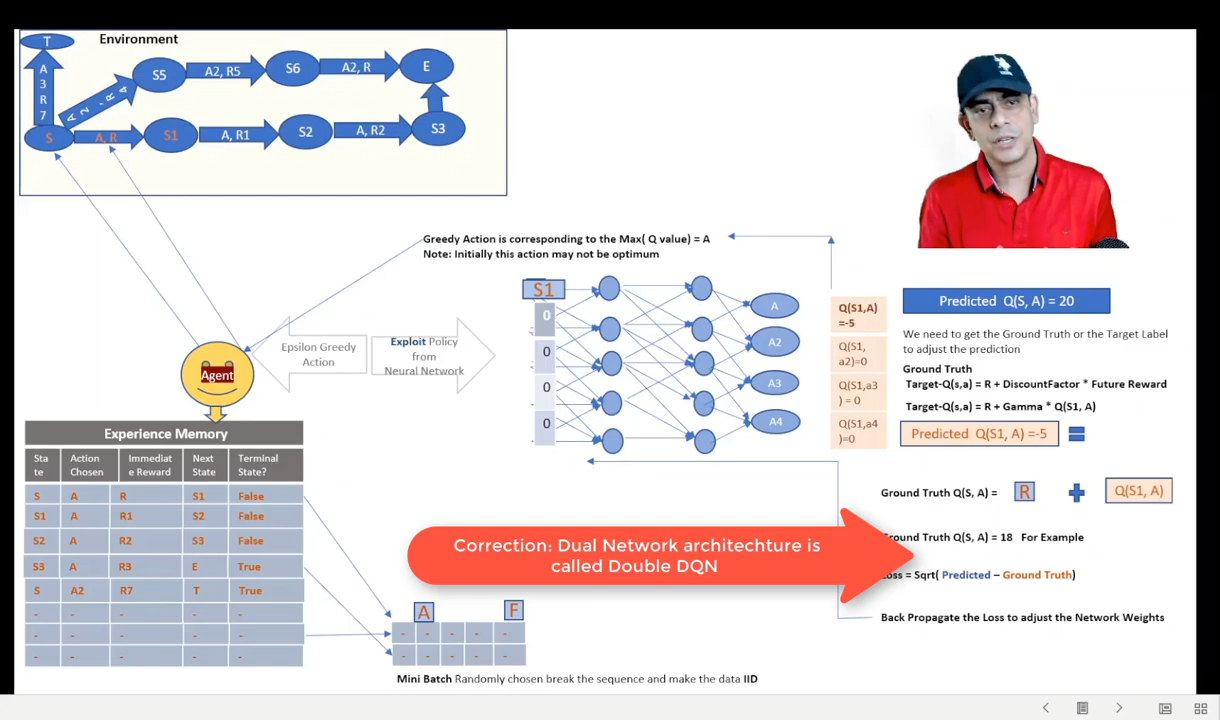 Environment
T
A
3
R
7
A2, R4
S5
A2, R5
S6
A2, R
E
S
A, R
S1
A, R1
S2
A, R2
S3
Greedy Action is corresponding to the Max( Q value) = A
Note: Initially this action may not be optimum
Agent
Epsilon Greedy
Action
Exploit Policy
from
Neural Network
S1
0
0
0
0
A
A2
A3
A4
Q(S1,A)
=-5
Q(S1,
a2)=0
Q(S1,a3
) = 0
Q(S1,a4
)=0
Predicted Q(S, A) = 20
We need to get the Ground Truth or the Target Label
to adjust the prediction
Ground Truth
Target-Q(s,a) = R + DiscountFactor * Future Reward
Target-Q(s,a) = R + Gamma * Q(S1, A)
Predicted Q(S1, A) =-5
Ground Truth Q(S, A) = R + Q(S1, A)
Ground Truth Q(S, A) = 18 For Example
Loss = Sqrt( Predicted – Ground Truth)
Back Propagate the Loss to adjust the Network Weights
Correction: Dual Network architechture is
called Double DQN
Experience Memory
Sta
te
Action
Chosen
Immediat
e Reward
Next
State
Terminal
State?
S A R S1 False
S1 A R1 S2 False
S2 A R2 S3 False
S3 A R3 E True
S A2 R7 T True
- - - - -
- - - - -
- - - - -
A F
- - - - -
- - - - -
Mini Batch Randomly chosen break the sequence and make the data IID